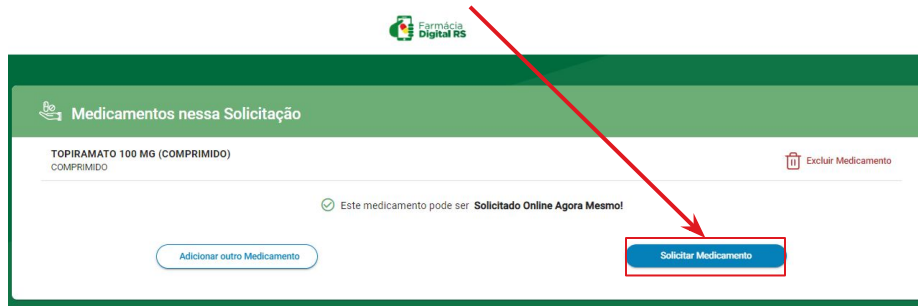 Farmácia
Digital RS
Medicamentos nessa Solicitação
TOPIRAMATO 100 MG (COMPRIMIDO)
COMPRIMIDO
Excluir Medicamento
Este medicamento pode ser Solicitado Online Agora Mesmo!
Adicionar outro Medicamento
Solicitar Medicamento